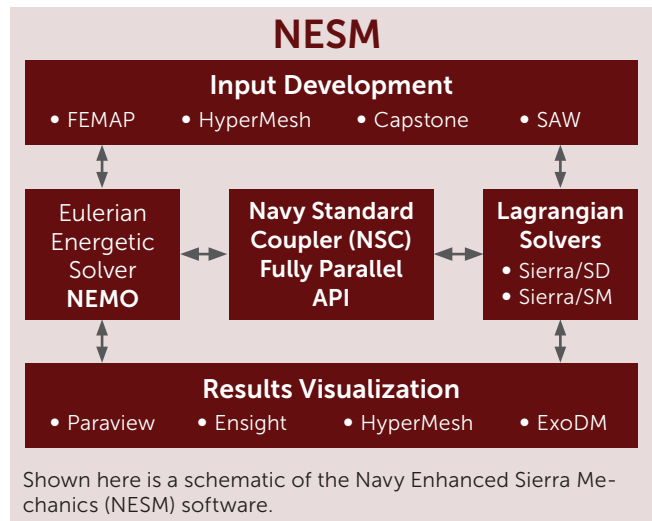 NESM
Input Development
• FEMAP • HyperMesh • Capstone • SAW
Eulerian
Energetic
Solver
NEMO
Navy Standard
Coupler (NSC)
Fully Parallel
API
Lagrangian
Solvers
• Sierra/SD
• Sierra/SM
Results Visualization
• Paraview • Ensight • HyperMesh • ExoDM
Shown here is a schematic of the Navy Enhanced Sierra Me-
chanics (NESM) software.